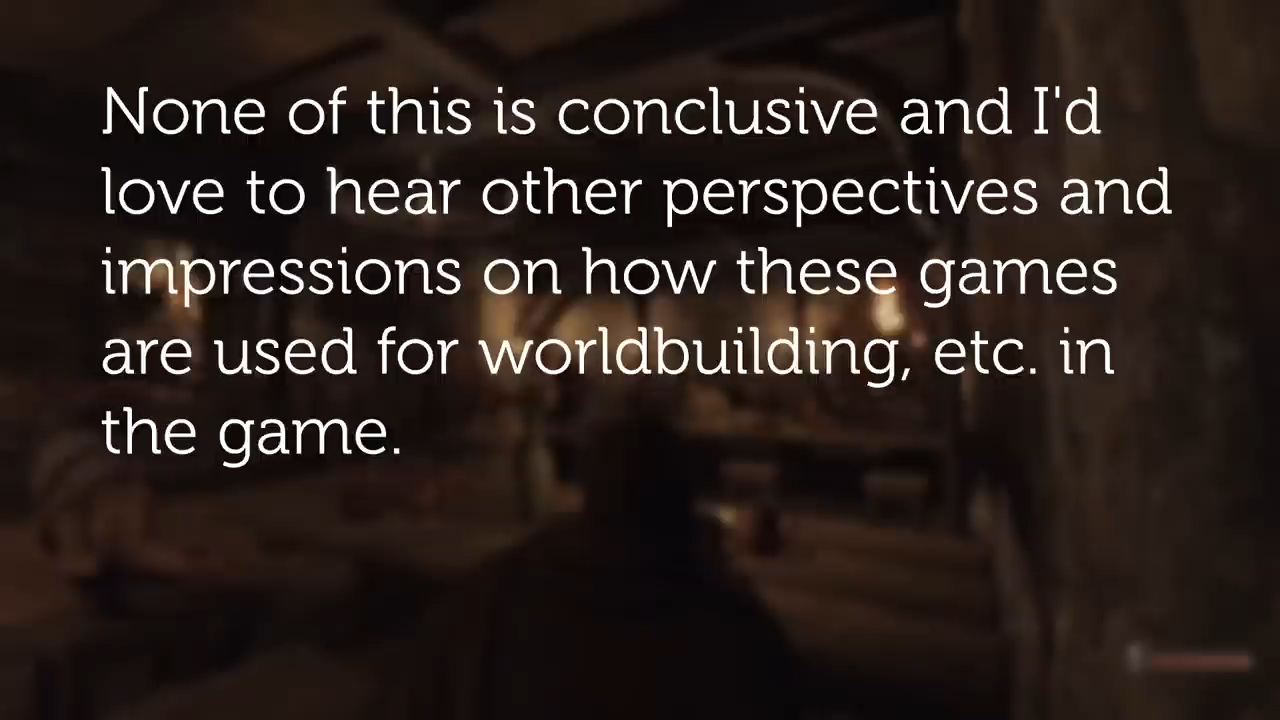 None of this is conclusive and I'd
love to hear other perspectives and
impressions on how these games
are used for worldbuilding, etc. in
the game.